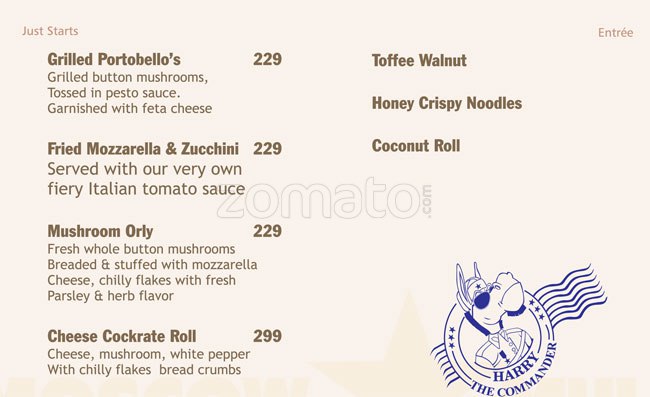 Just Starts
Entrée
Grilled Portobello's 229
Grilled button mushrooms,
Tossed in pesto sauce.
Garnished with feta cheese
Fried Mozzarella & Zucchini 229
Served with our very own
fiery Italian tomato sauce
Mushroom Orly 229
Fresh whole button mushrooms
Breaded & stuffed with mozzarella
Cheese, chilly flakes with fresh
Parsley & herb flavor
Cheese Cockrate Roll 299
Cheese, mushroom, white pepper
With chilly flakes bread crumbs
Toffee Walnut
Honey Crispy Noodles
Coconut Roll
zomato.com
HARRY
THE COMMANDER